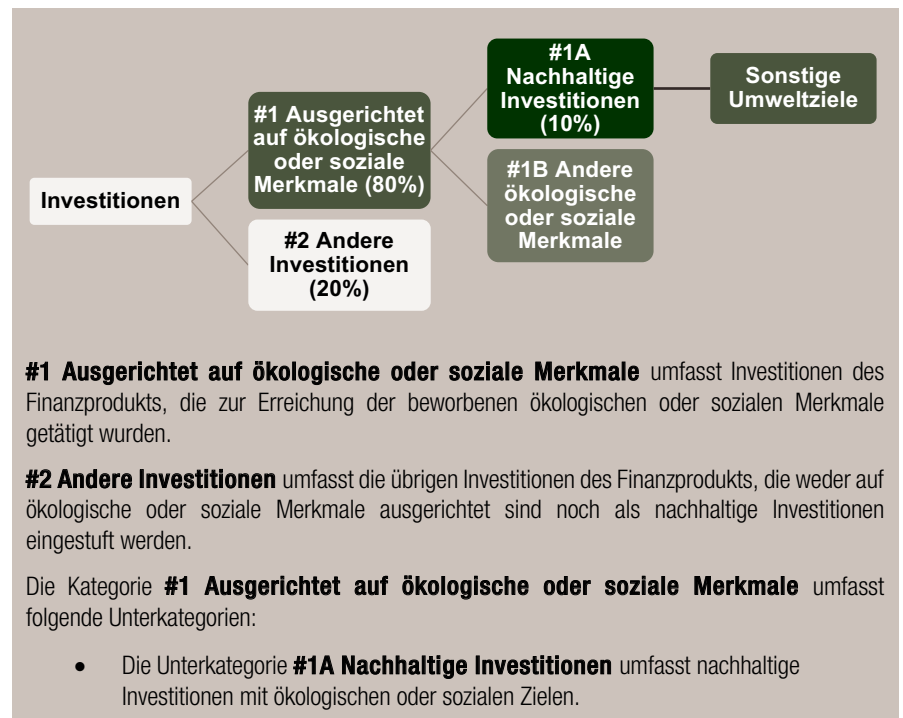 Investitionen
#1 Ausgerichtet
auf ökologische
oder soziale
Merkmale (80%)
#2 Andere
Investitionen
(20%)
#1A
Nachhaltige
Investitionen
(10%)
#1B Andere
ökologische
oder soziale
Merkmale
Sonstige
Umweltziele
#1 Ausgerichtet auf ökologische oder soziale Merkmale umfasst Investitionen des
Finanzprodukts, die zur Erreichung der beworbenen ökologischen oder sozialen Merkmale
getätigt wurden.
#2 Andere Investitionen umfasst die übrigen Investitionen des Finanzprodukts, die weder auf
ökologische oder soziale Merkmale ausgerichtet sind noch als nachhaltige Investitionen
eingestuft werden.
Die Kategorie #1 Ausgerichtet auf ökologische oder soziale Merkmale umfasst
folgende Unterkategorien:
• Die Unterkategorie #1A Nachhaltige Investitionen umfasst nachhaltige
Investitionen mit ökologischen oder sozialen Zielen.